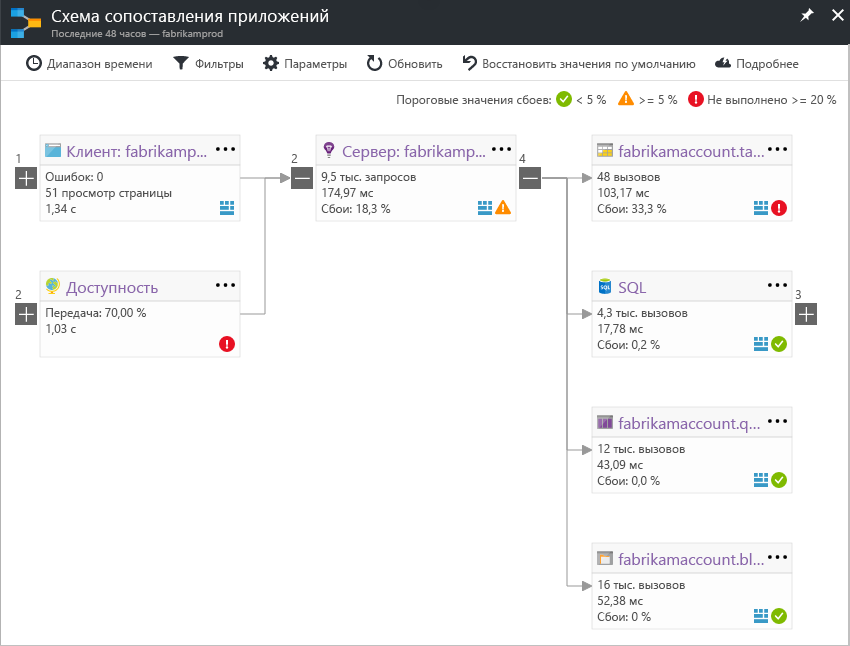 Схема сопоставления приложений
Последние 48 часов — fabrikamprod
Диапазон времени Фильтры Параметры Обновить Восстановить значения по умолчанию Подробнее
Пороговые значения сбоев: < 5 % >= 5 % Не выполнено >= 20 %
1
Клиент: fabrikamp...
Ошибок: 0
51 просмотр страницы
1,34 с
2
Доступность
Передача: 70,00 %
1,03 с
2
Сервер: fabrikamp...
9,5 тыс. запросов
174,97 мс
Сбои: 18,3 %
4
fabrikamaccount.ta...
48 вызовов
103,17 мс
Сбои: 33,3 %
SQL
SQL
4,3 тыс. вызовов
17,78 мс
Сбои: 0,2 %
3
fabrikamaccount.q...
12 тыс. вызовов
43,09 мс
Сбои: 0,0 %
fabrikamaccount.bl...
16 тыс. вызовов
52,38 мс
Сбои: 0 %